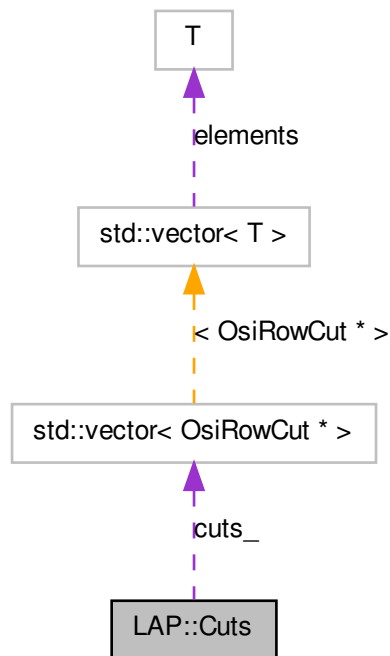 T
elements
std::vector< T >
< OsiRowCut * >
std::vector< OsiRowCut * >
cuts_
LAP::Cuts